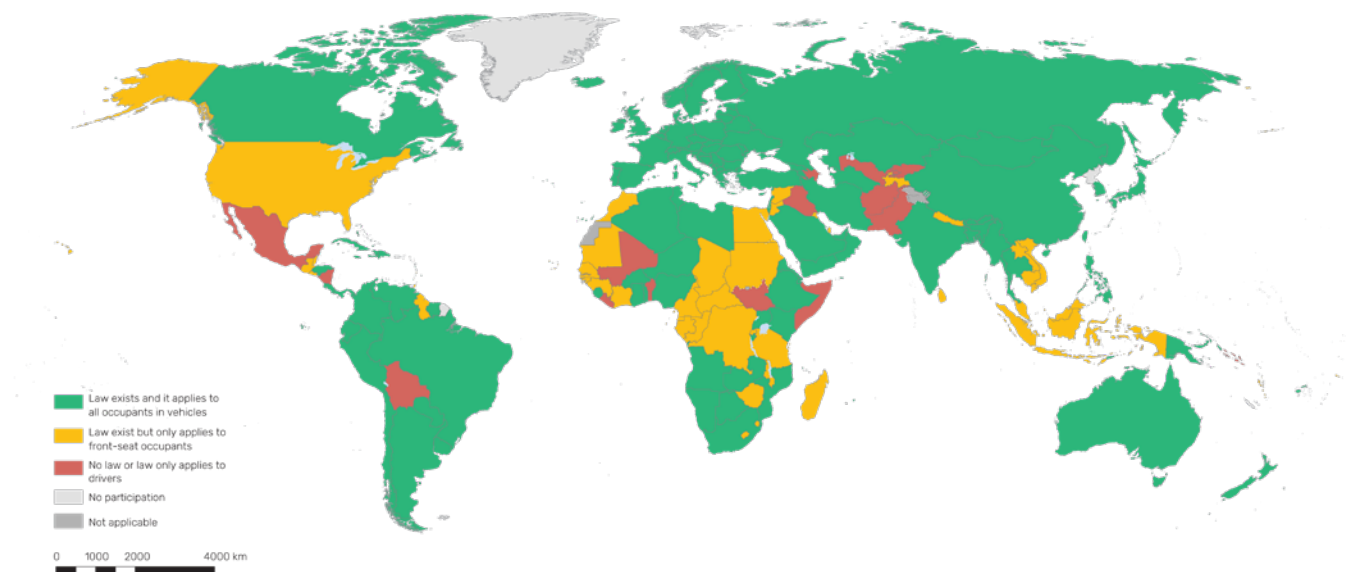 Law exists and it applies to
all occupants in vehicles
Law exist but only applies to
front-seat occupants
No law or law only applies to
drivers
No participation
Not applicable
0 1000 2000 4000 km